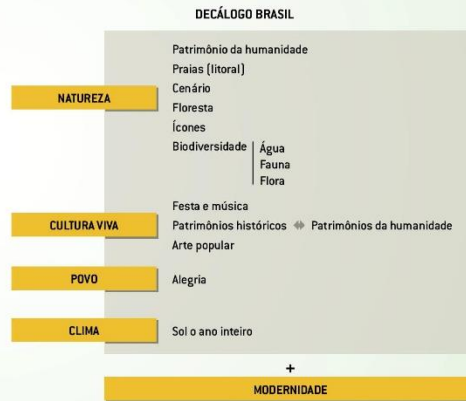 DECÁLOGO BRASIL
NATUREZA
Patrimônio da humanidade
Praias (litoral)
Cenário
Floresta
Ícones
Biodiversidade
Água
Fauna
Flora
CULTURA VIVA
Festa e música
Patrimônios históricos Patrimônios da humanidade
Arte popular
POVO
Alegria
CLIMA
Sol o ano inteiro
+
MODERNIDADE